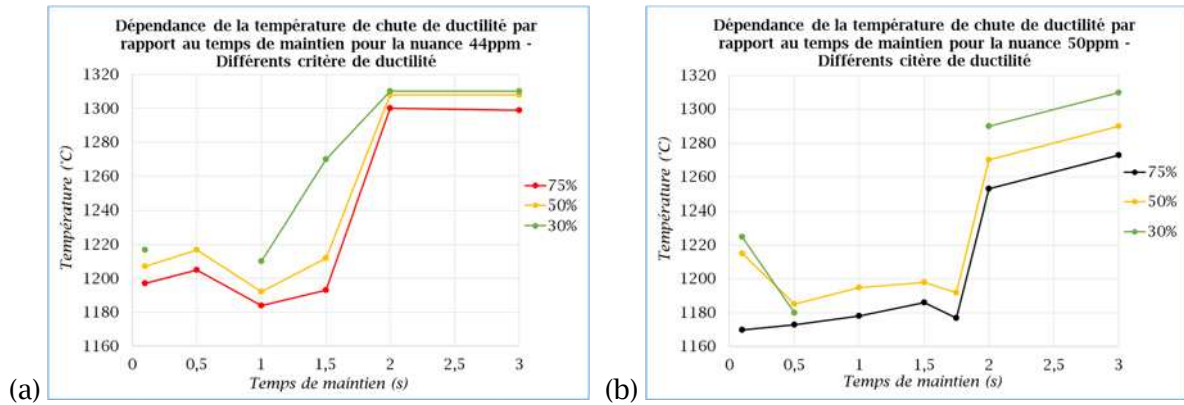 Dépendance de la température de chute de ductilité par
rapport au temps de maintien pour la nuance 44ppm -
Différents critère de ductilité
1320
1300
1280
1260
1240
1220
1200
1180
1160
Température (°C)
0 0,5 1 1,5 2 2,5 3
Temps de maintien (s)
75%
50%
30%
(a)
Dépendance de la température de chute de ductilité par
rapport au temps de maintien pour la nuance 50ppm -
Différents citère de ductilité
1320
1300
1280
1260
1240
1220
1200
1180
1160
Température (°C)
0 0,5 1 1,5 2 2,5 3
Temps de maintien (s)
75%
50%
30%
(b)